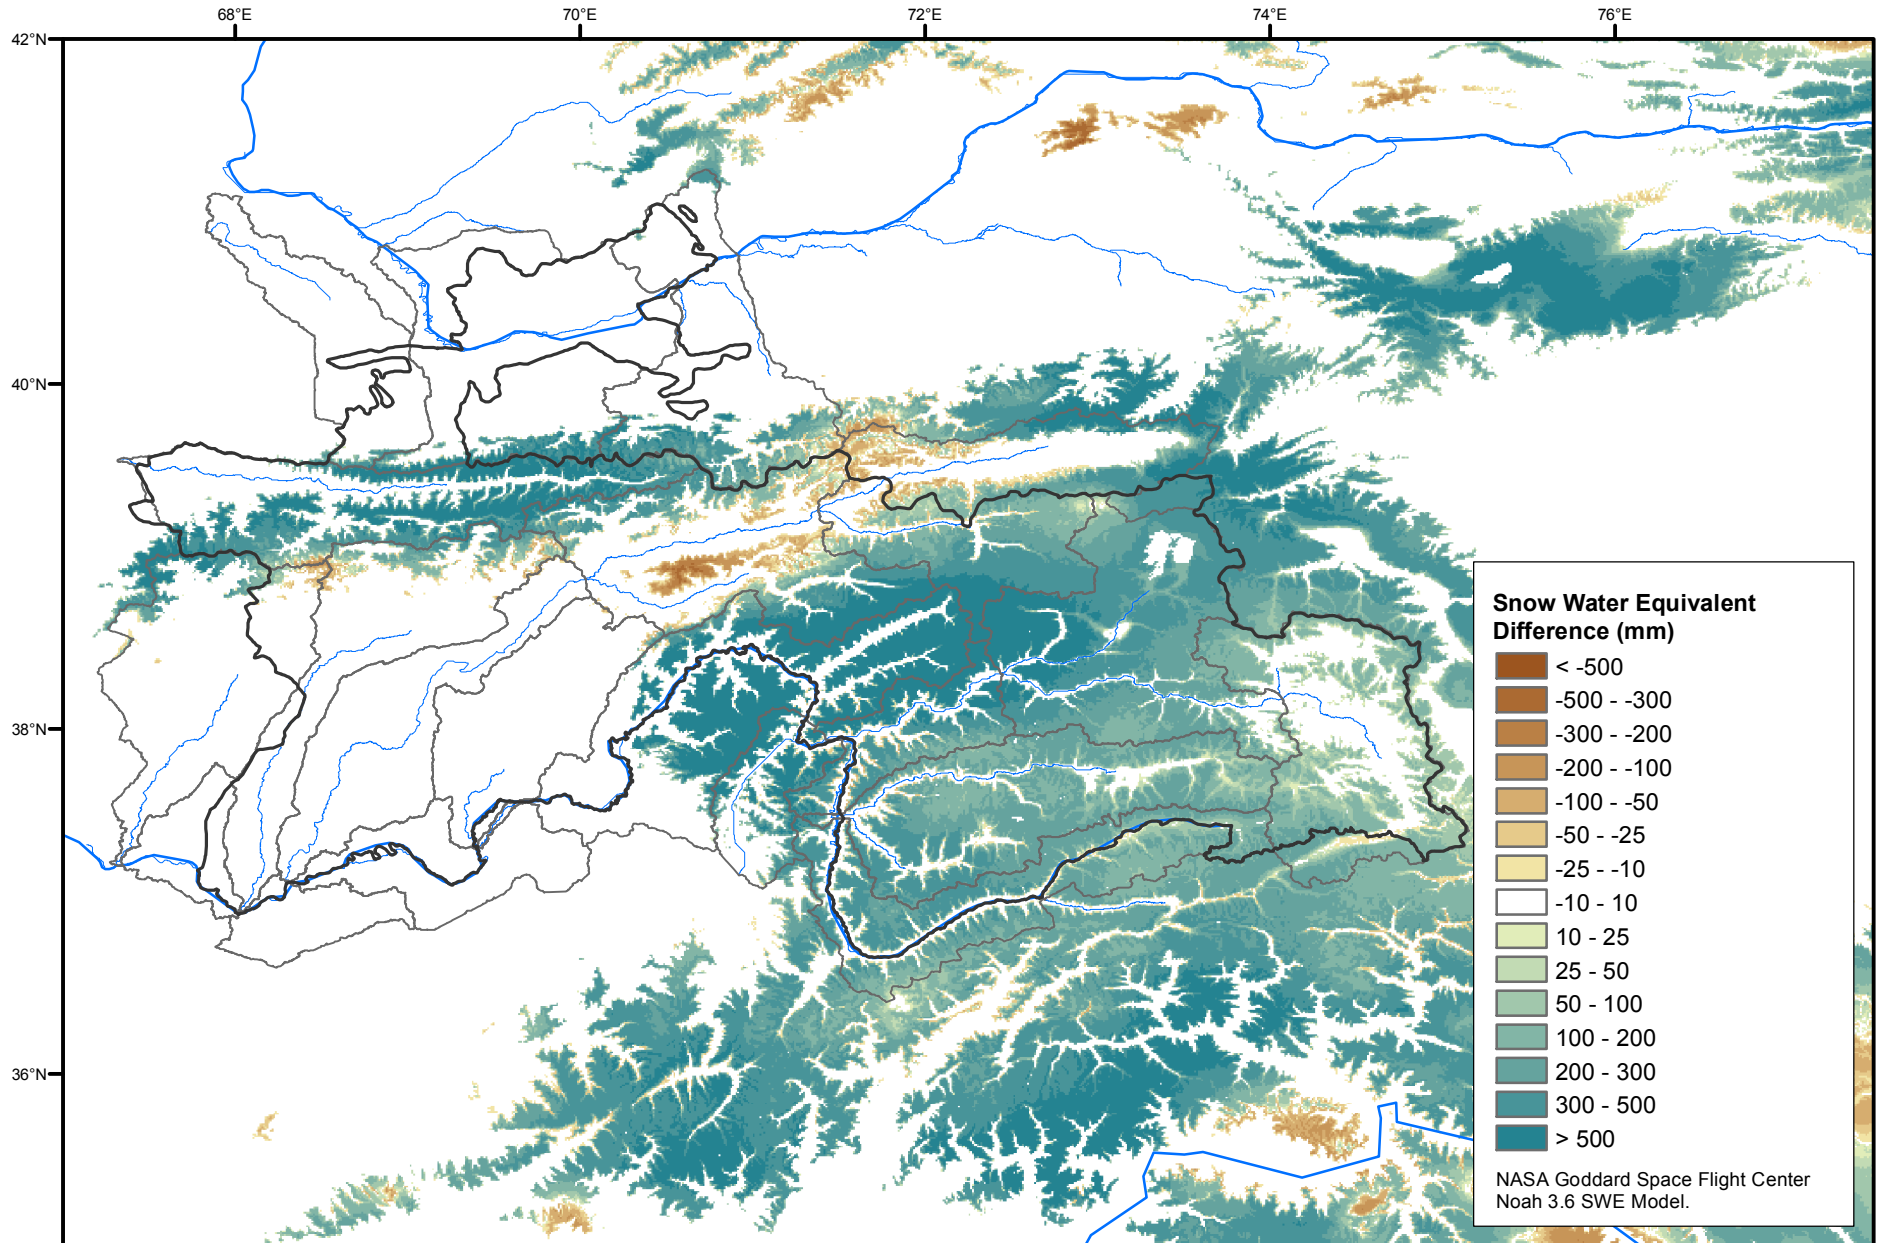 68°E
70°E
72°E
74°E
76°E
42°N
40°N
38°N
36°N
Snow Water Equivalent
Difference (mm)
< -500
-500 - -300
-300 - -200
-200 - -100
-100 - -50
-50 - -25
-25 - -10
-10 - 10
10 - 25
25 - 50
50 - 100
100 - 200
200 - 300
300 - 500
> 500
NASA Goddard Space Flight Center
Noah 3.6 SWE Model.